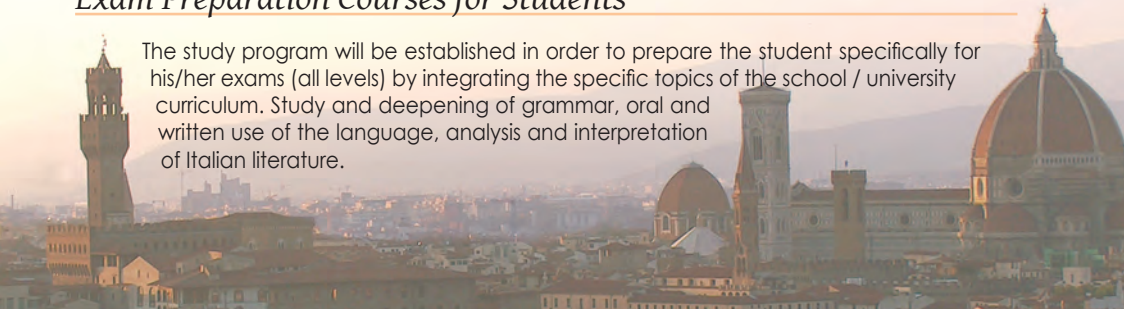 Exam Preparation Courses for Students
The study program will be established in order to prepare the student specifically for
his/her exams (all levels) by integrating the specific topics of the school / university
curriculum. Study and deepening of grammar, oral and
written use of the language, analysis and interpretation
of Italian literature.